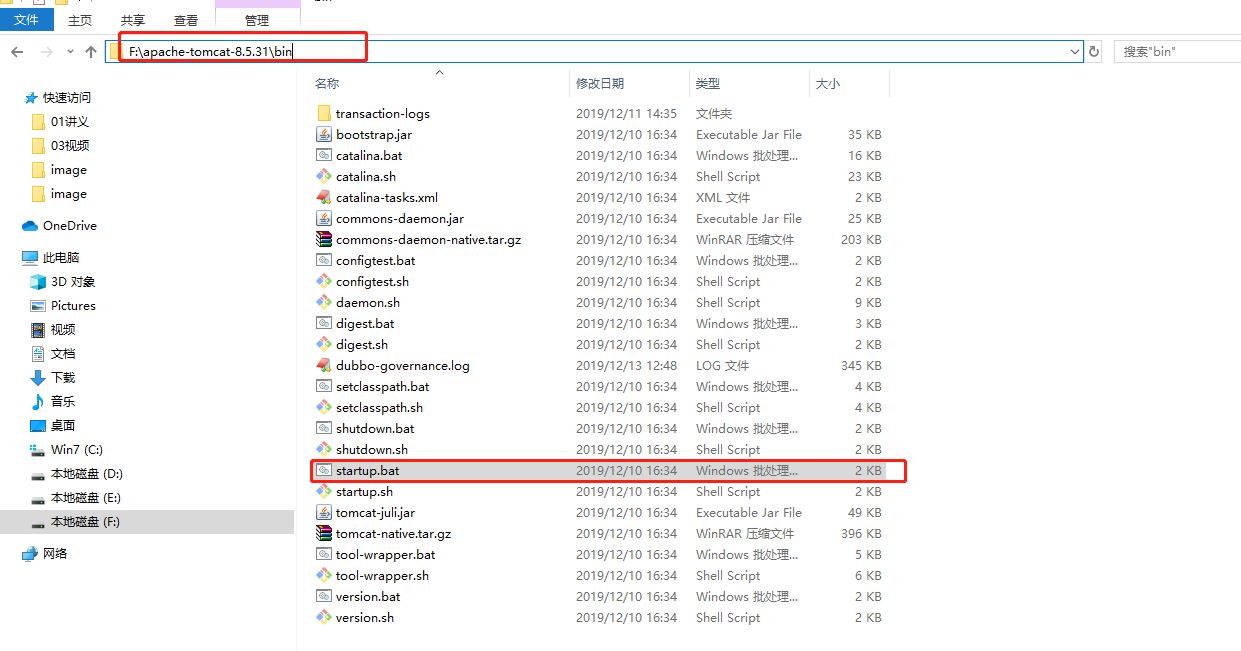 文件 主页 共享 查看 管理
F:\apache-tomcat-8.5.31\bin 搜索"bin"
名称 修改日期 类型 大小
快速访问
01讲义
03视频
image
image
OneDrive
此电脑
3D 对象
Pictures
视频
文档
下载
音乐
桌面
Win7 (C:)
本地磁盘 (D:)
本地磁盘 (E:)
本地磁盘 (F:)
网络
transaction-logs 2019/12/11 14:35 文件夹
bootstrap.jar 2019/12/10 16:34 Executable Jar File 35 KB
catalina.bat 2019/12/10 16:34 Windows 批处理... 16 KB
catalina.sh 2019/12/10 16:34 Shell Script 23 KB
catalina-tasks.xml 2019/12/10 16:34 XML 文件 2 KB
commons-daemon.jar 2019/12/10 16:34 Executable Jar File 25 KB
commons-daemon-native.tar.gz 2019/12/10 16:34 WinRAR 压缩文件 203 KB
configtest.bat 2019/12/10 16:34 Windows 批处理... 2 KB
configtest.sh 2019/12/10 16:34 Shell Script 2 KB
daemon.sh 2019/12/10 16:34 Shell Script 9 KB
digest.bat 2019/12/10 16:34 Windows 批处理... 3 KB
digest.sh 2019/12/10 16:34 Shell Script 2 KB
dubbo-governance.log 2019/12/13 12:48 LOG 文件 345 KB
setclasspath.bat 2019/12/10 16:34 Windows 批处理... 4 KB
setclasspath.sh 2019/12/10 16:34 Shell Script 4 KB
shutdown.bat 2019/12/10 16:34 Windows 批处理... 2 KB
shutdown.sh 2019/12/10 16:34 Shell Script 2 KB
startup.bat 2019/12/10 16:34 Windows 批处理... 2 KB
startup.sh 2019/12/10 16:34 Shell Script 2 KB
tomcat-juli.jar 2019/12/10 16:34 Executable Jar File 49 KB
tomcat-native.tar.gz 2019/12/10 16:34 WinRAR 压缩文件 396 KB
tool-wrapper.bat 2019/12/10 16:34 Windows 批处理... 5 KB
tool-wrapper.sh 2019/12/10 16:34 Shell Script 6 KB
version.bat 2019/12/10 16:34 Windows 批处理... 2 KB
version.sh 2019/12/10 16:34 Shell Script 2 KB